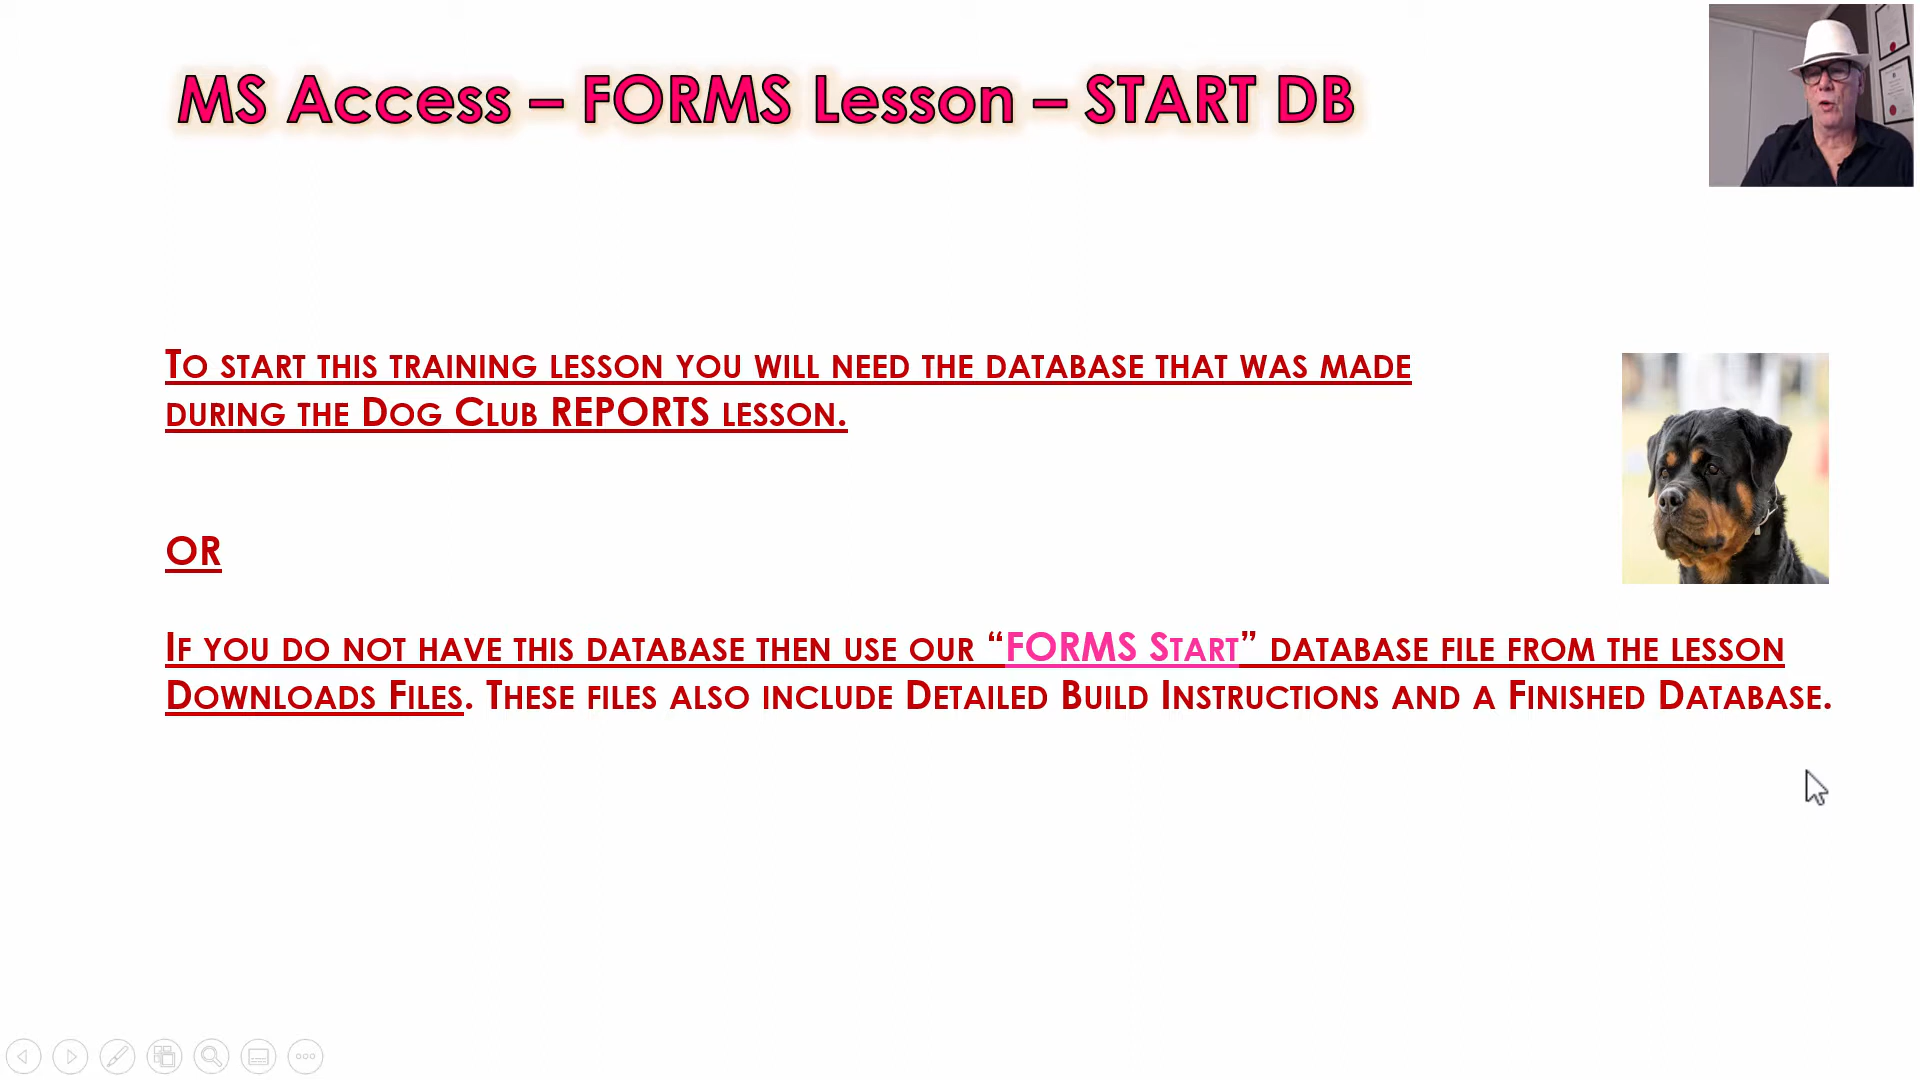 MS Access – FORMS Lesson – START DB
To start this training lesson you will need the database that was made
during the Dog Club REPORTS lesson.
OR
If you do not have this database then use our “FORMS Start” database file from the lesson
Downloads Files. These files also include Detailed Build Instructions and a Finished Database.